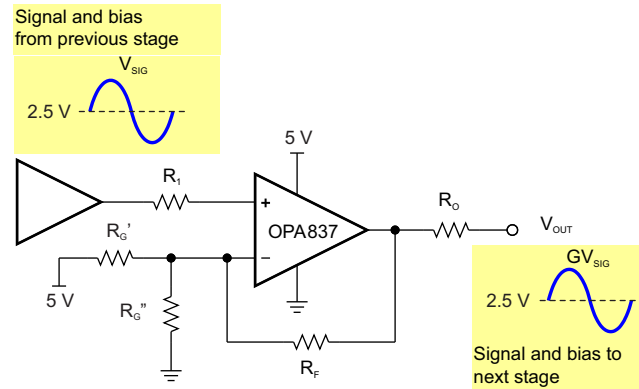 Signal and bias
from previous stage
V_SIG
2.5 V
5 V
R_1
+
OPA837
−
R_O
V_OUT
R_G'
5 V
R_G"
R_F
GV_SIG
2.5 V
Signal and bias to
next stage